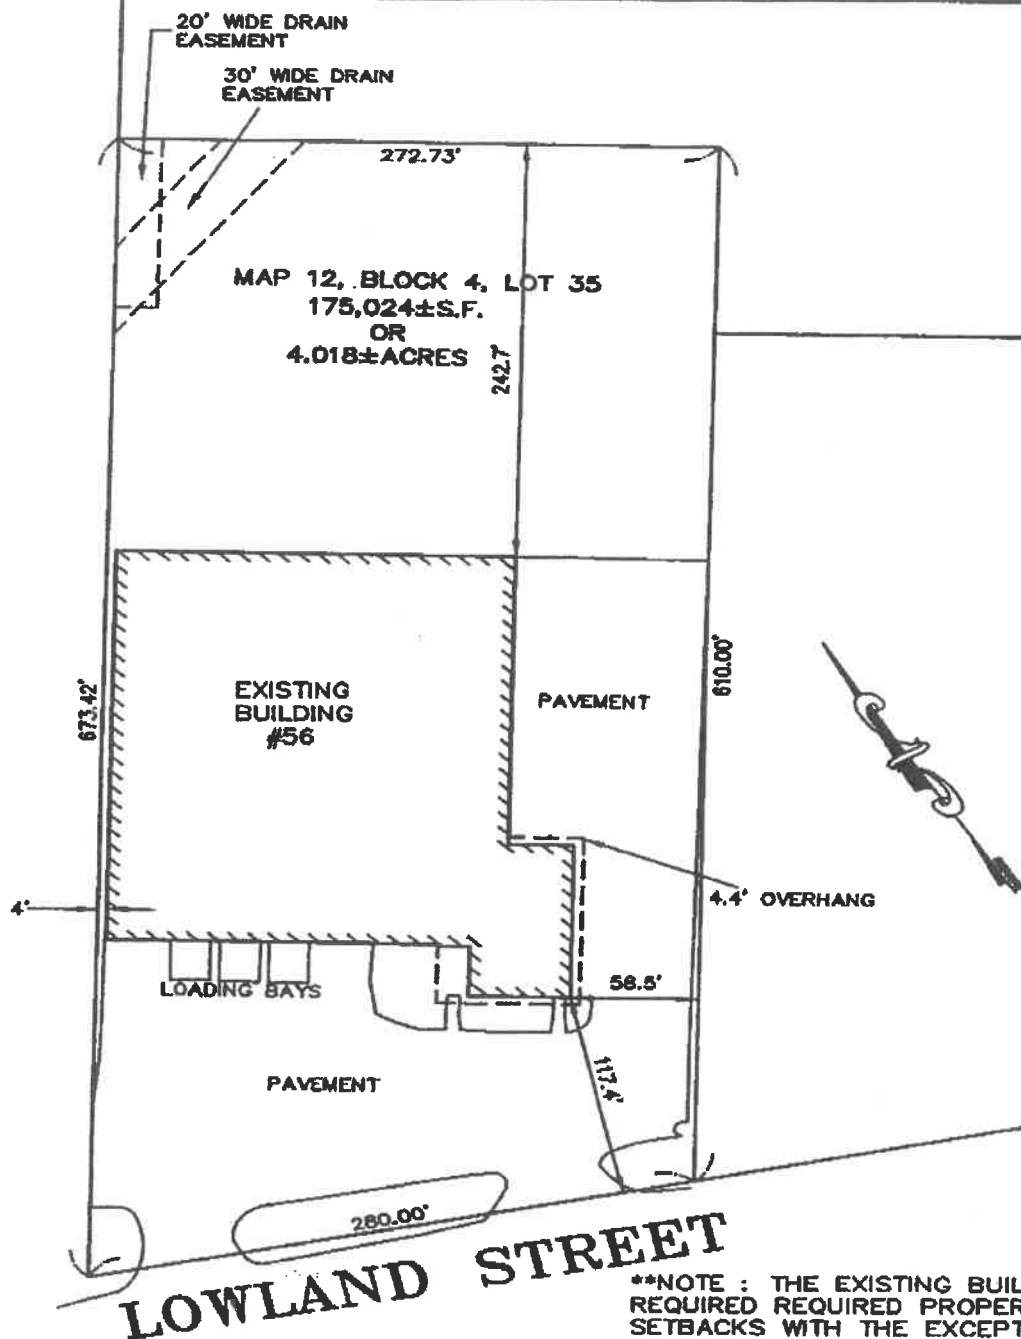 20' WIDE DRAIN
EASEMENT
30' WIDE DRAIN
EASEMENT
272.73'
MAP 12, BLOCK 4, LOT 35
175,024±S.F.
OR
4.018±ACRES
242.7'
673.42'
EXISTING
BUILDING
#56
PAVEMENT
610.00'
4'
4.4' OVERHANG
LOADING BAYS
58.5'
117.4'
PAVEMENT
280.00'
LOWLAND STREET
**NOTE : THE EXISTING BUIL
REQUIRED REQUIRED PROPER
SETBACKS WITH THE EXCEPT